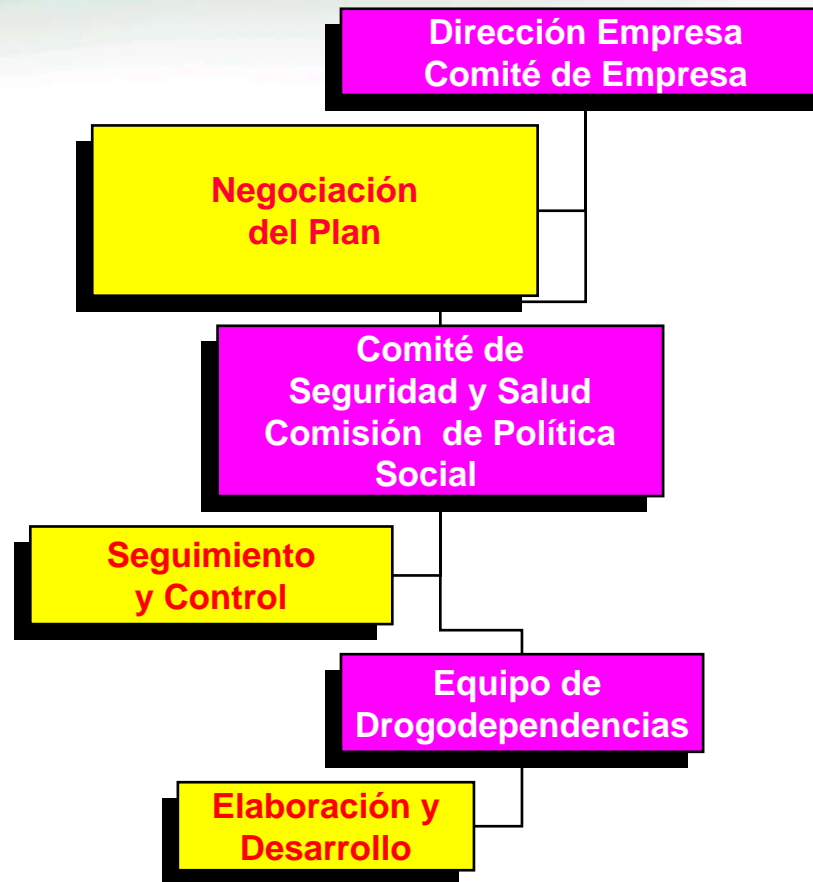 Dirección Empresa
Comité de Empresa
Negociación
del Plan
Comité de
Seguridad y Salud
Comisión de Política
Social
Seguimiento
y Control
Equipo de
Drogodependencias
Elaboración y
Desarrollo